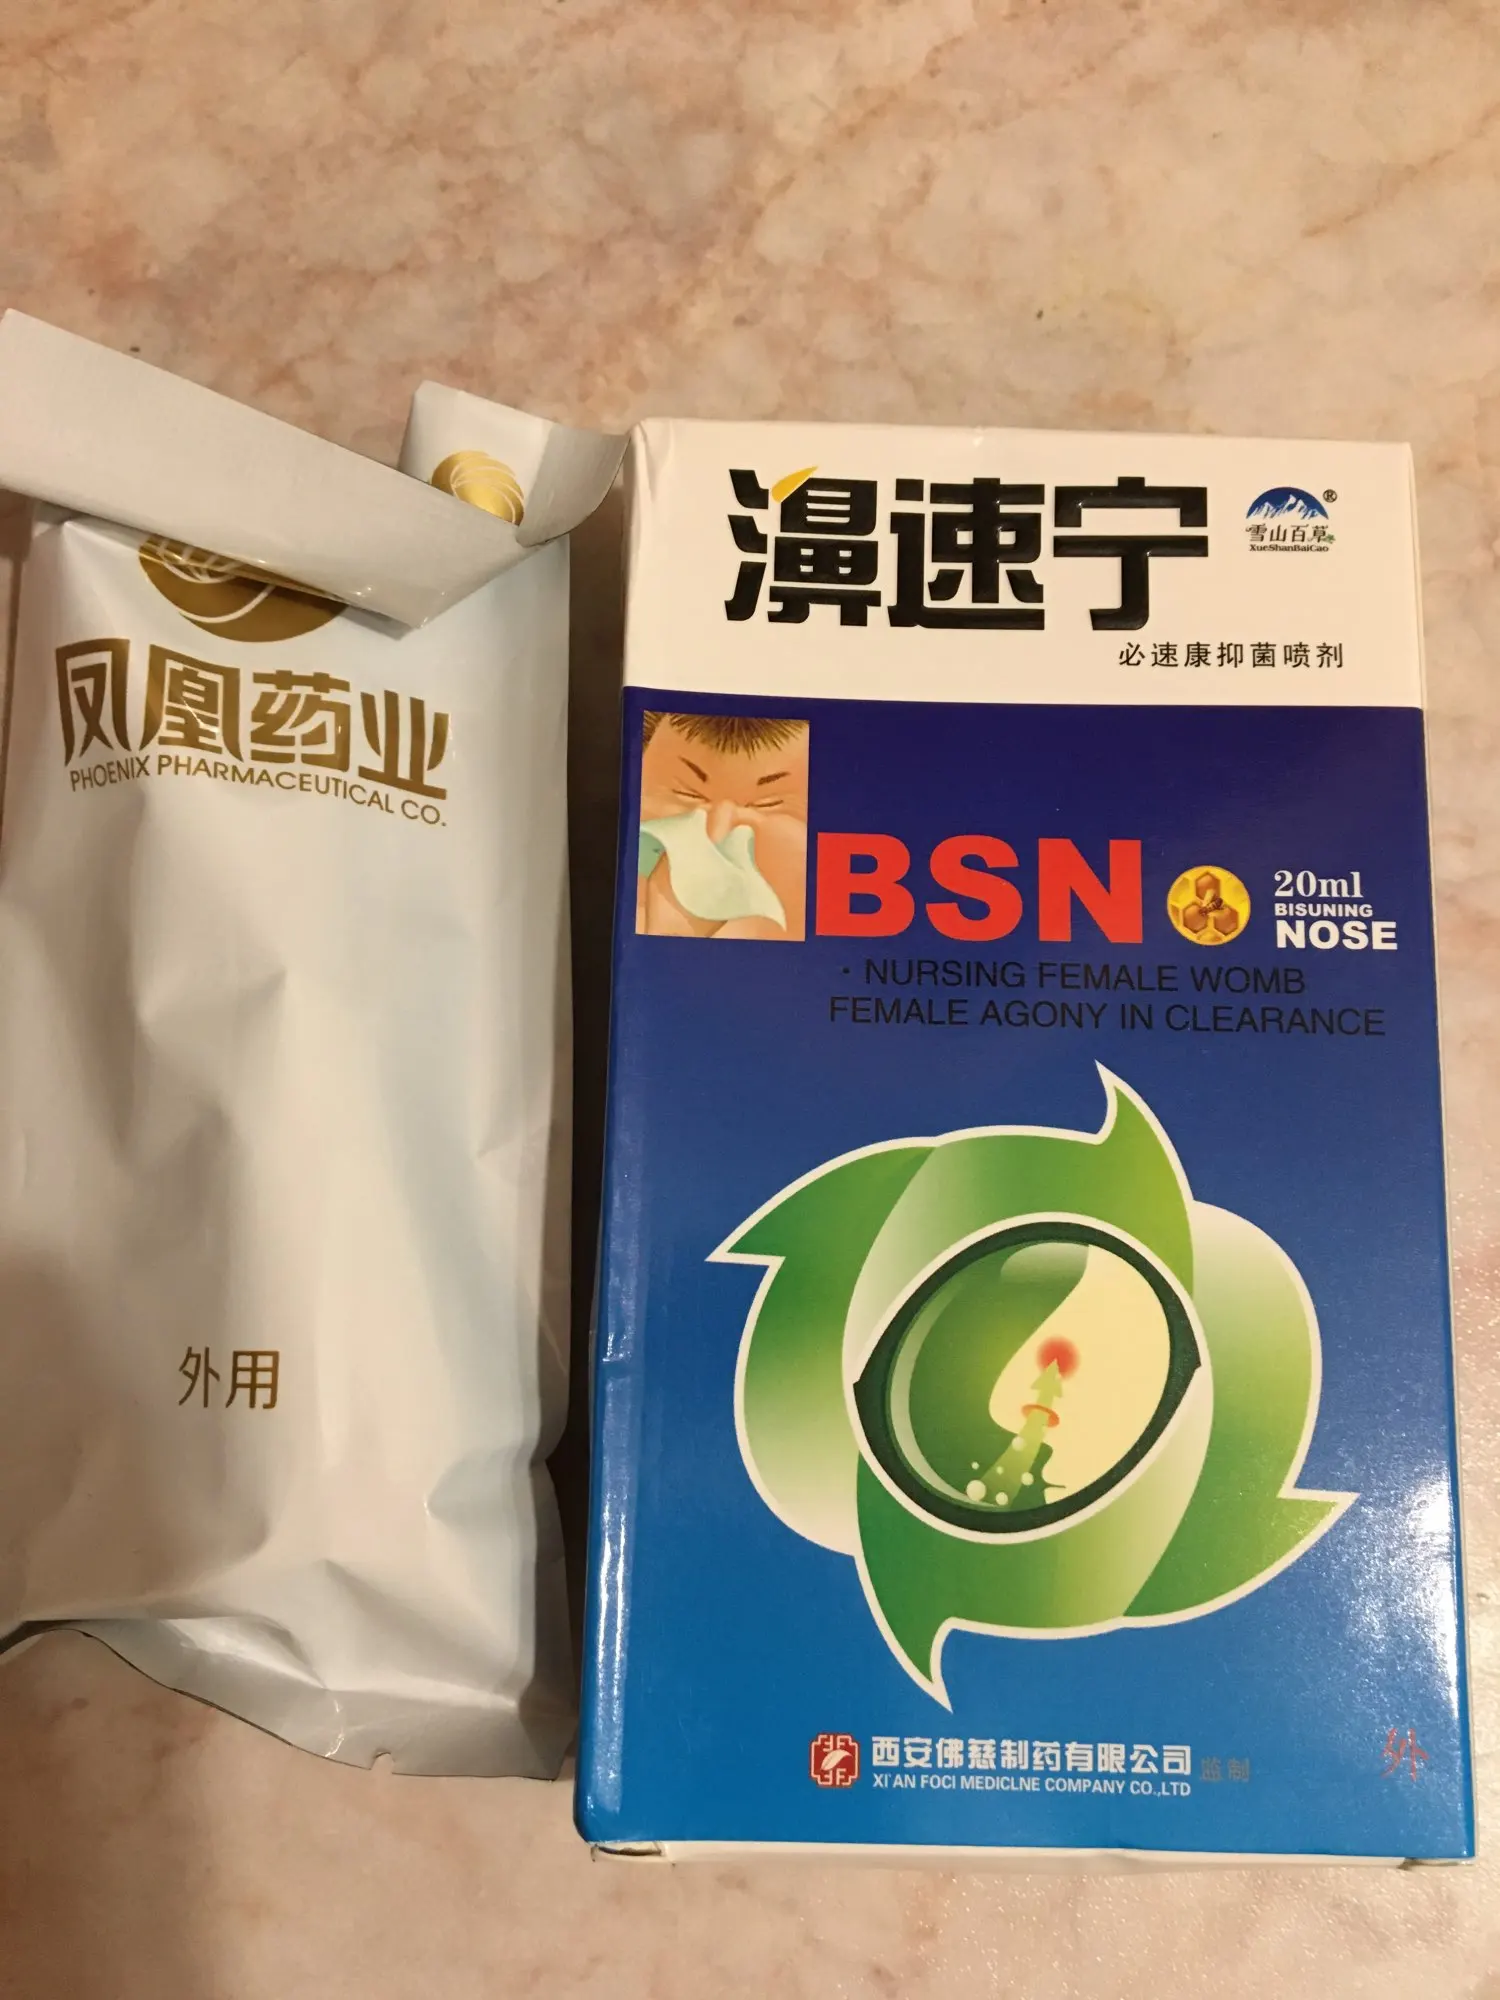 凤凰药业
PHOENIX PHARMACEUTICAL CO.
外用
濞速宁
雪山百草
®
XueShanBaiCao
必速康抑菌喷剂
BSN
20ml
BISUNING
NOSE
· NURSING FEMALE WOMB
FEMALE AGONY IN CLEARANCE
西安佛慈制药有限公司 监制
XI'AN FOCI MEDICLNE COMPANY CO.,LTD
外